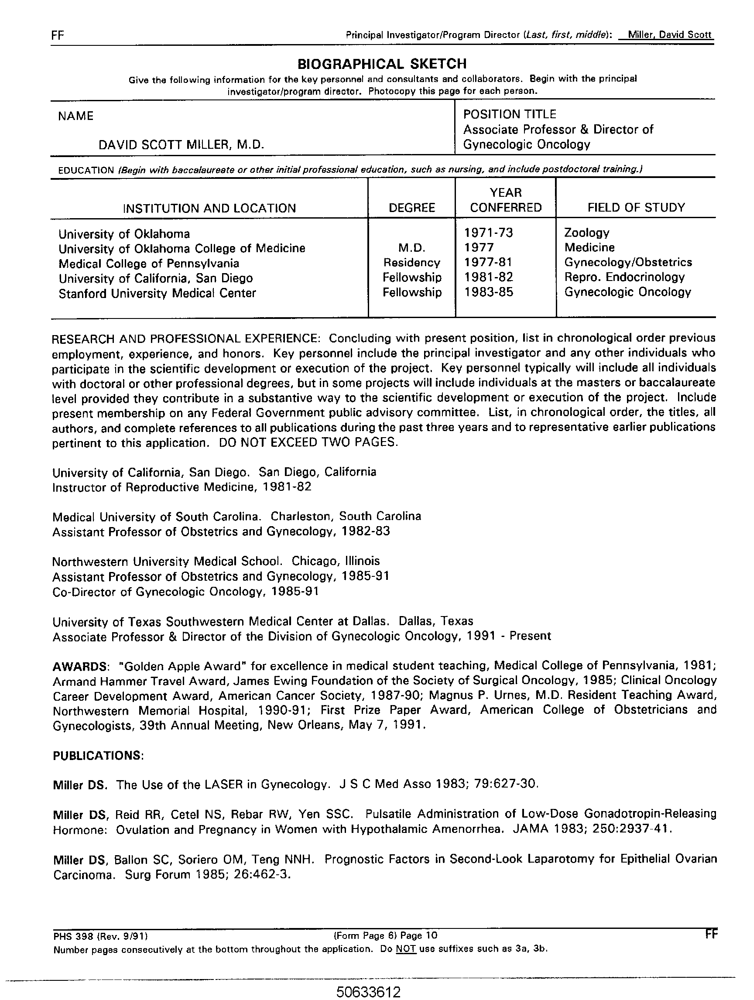 FF
Principal Investigator/Program Director (Last, first, middle): Miller, David Scott
BIOGRAPHICAL SKETCH
Give the following information for the key personnel and consultants and collaborators. Begin with the principal
investigator/program director. Photocopy this page for each person.
NAME
DAVID SCOTT MILLER, M.D.
POSITION TITLE
Associate Professor & Director of
Gynecologic Oncology
EDUCATION (Begin with baccalaureate or other initial professional education, such as nursing, and include postdoctoral training.)
INSTITUTION AND LOCATION DEGREE YEAR CONFERRED FIELD OF STUDY
University of Oklahoma 1971-73 Zoology
University of Oklahoma College of Medicine M.D. 1977 Medicine
Medical College of Pennsylvania Residency 1977-81 Gynecology/Obstetrics
University of California, San Diego Fellowship 1981-82 Repro. Endocrinology
Stanford University Medical Center Fellowship 1983-85 Gynecologic Oncology
RESEARCH AND PROFESSIONAL EXPERIENCE: Concluding with present position, list in chronological order previous
employment, experience, and honors. Key personnel include the principal investigator and any other individuals who
participate in the scientific development or execution of the project. Key personnel typically will include all individuals
with doctoral or other professional degrees, but in some projects will include individuals at the masters or baccalaureate
level provided they contribute in a substantive way to the scientific development or execution of the project. Include
present membership on any Federal Government public advisory committee. List, in chronological order, the titles, all
authors, and complete references to all publications during the past three years and to representative earlier publications
pertinent to this application. DO NOT EXCEED TWO PAGES.
University of California, San Diego. San Diego, California
Instructor of Reproductive Medicine, 1981-82
Medical University of South Carolina. Charleston, South Carolina
Assistant Professor of Obstetrics and Gynecology, 1982-83
Northwestern University Medical School. Chicago, Illinois
Assistant Professor of Obstetrics and Gynecology, 1985-91
Co-Director of Gynecologic Oncology, 1985-91
University of Texas Southwestern Medical Center at Dallas. Dallas, Texas
Associate Professor & Director of the Division of Gynecologic Oncology, 1991 - Present
AWARDS: "Golden Apple Award" for excellence in medical student teaching, Medical College of Pennsylvania, 1981;
Armand Hammer Travel Award, James Ewing Foundation of the Society of Surgical Oncology, 1985; Clinical Oncology
Career Development Award, American Cancer Society, 1987-90; Magnus P. Urnes, M.D. Resident Teaching Award,
Northwestern Memorial Hospital, 1990-91; First Prize Paper Award, American College of Obstetricians and
Gynecologists, 39th Annual Meeting, New Orleans, May 7, 1991.
PUBLICATIONS:
Miller DS. The Use of the LASER in Gynecology. J S C Med Asso 1983; 79:627-30.
Miller DS, Reid RR, Cetel NS, Rebar RW, Yen SSC. Pulsatile Administration of Low-Dose Gonadotropin-Releasing
Hormone: Ovulation and Pregnancy in Women with Hypothalamic Amenorrhea. JAMA 1983; 250:2937-41.
Miller DS, Ballon SC, Soriero OM, Teng NNH. Prognostic Factors in Second-Look Laparotomy for Epithelial Ovarian
Carcinoma. Surg Forum 1985; 26:462-3.
PHS 398 (Rev. 9/91) (Form Page 6) Page 10 FF
Number pages consecutively at the bottom throughout the application. Do NOT use suffixes such as 3a, 3b.
50633612